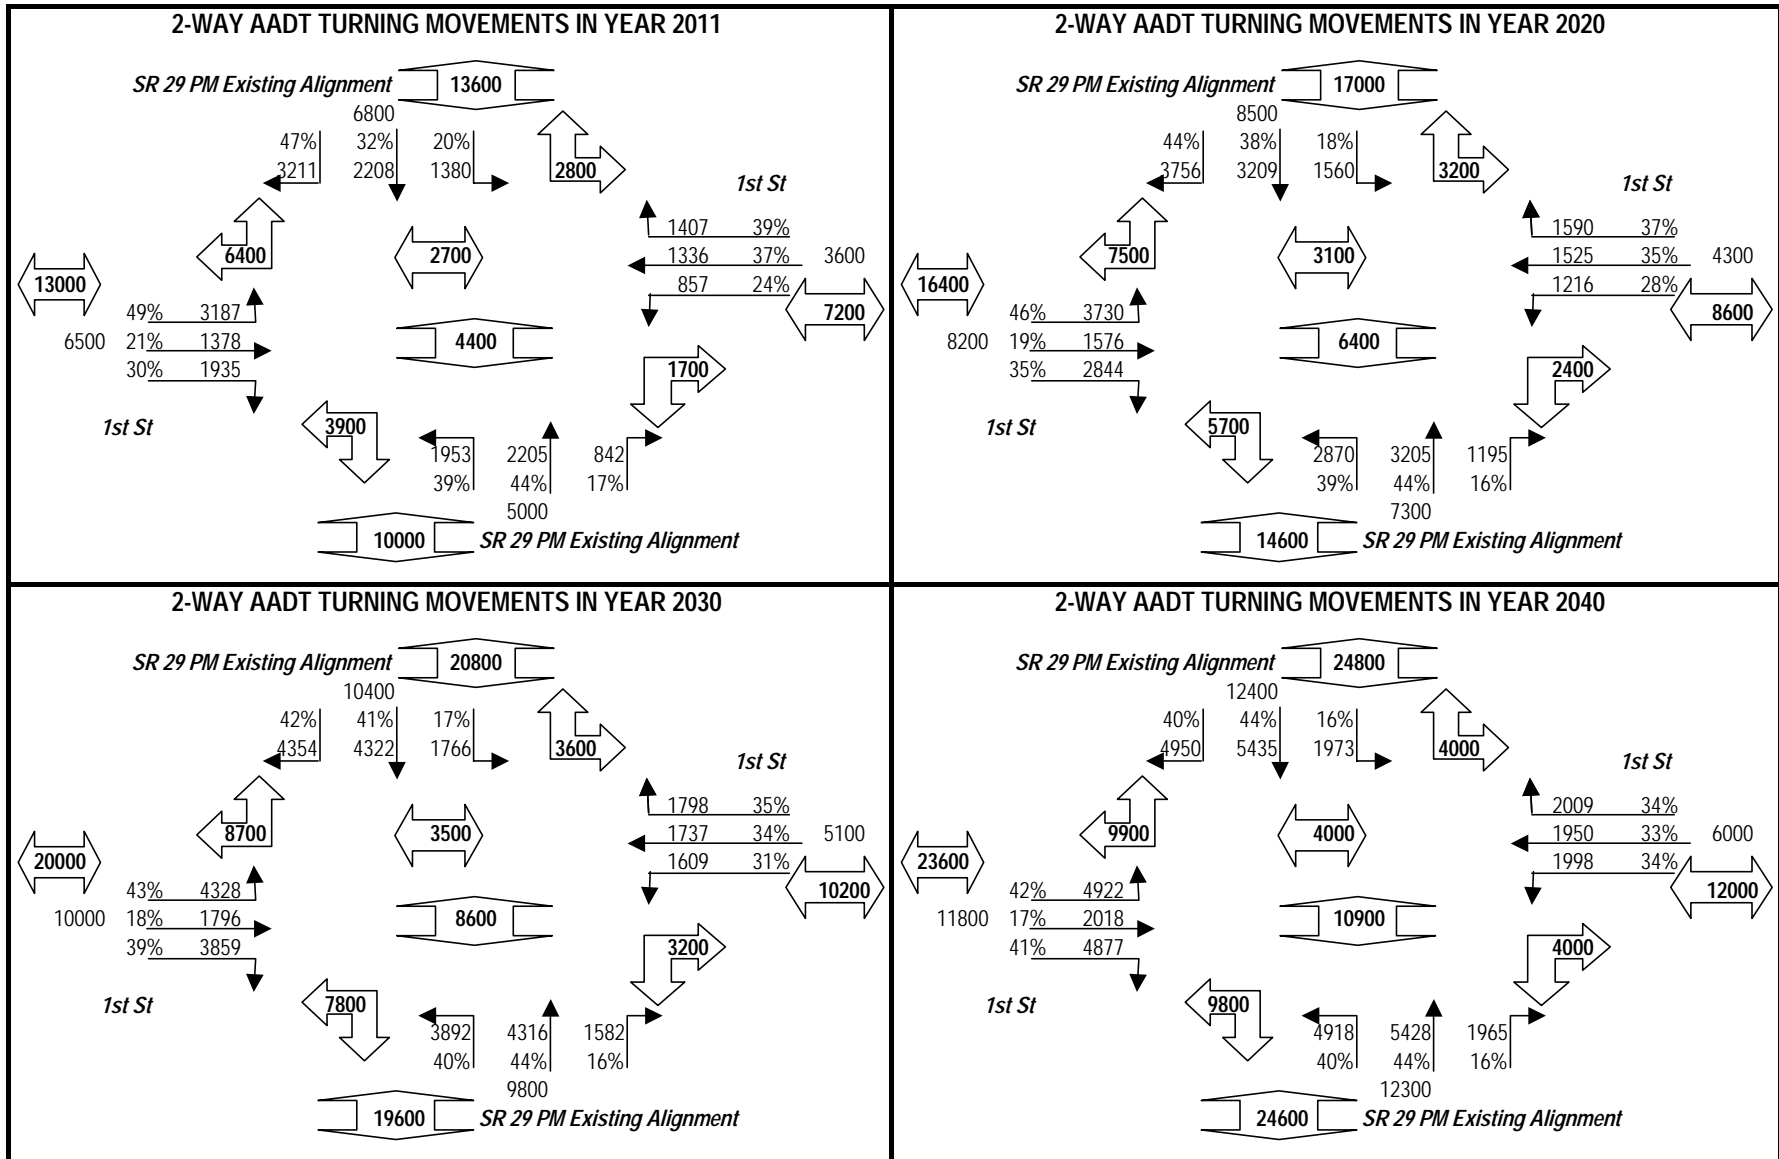 2-WAY AADT TURNING MOVEMENTS IN YEAR 2011
SR 29 PM Existing Alignment 13600
6800
47% 32% 20%
3211 2208 1380 2800
1st St
1407 39%
6400 2700 1336 37% 3600
13000 857 24%
7200
49% 3187
6500 21% 1378 4400
30% 1935 1700
1st St 3900
1953 2205 842
39% 44% 17%
5000
10000 SR 29 PM Existing Alignment
2-WAY AADT TURNING MOVEMENTS IN YEAR 2020
SR 29 PM Existing Alignment 17000
8500
44% 38% 18%
3756 3209 1560 3200
1st St
1590 37%
7500 3100 1525 35% 4300
16400 1216 28%
8600
46% 3730
8200 19% 1576 6400
35% 2844 2400
1st St 5700
2870 3205 1195
39% 44% 16%
7300
14600 SR 29 PM Existing Alignment
2-WAY AADT TURNING MOVEMENTS IN YEAR 2030
SR 29 PM Existing Alignment 20800
10400
42% 41% 17%
4354 4322 1766 3600
1st St
1798 35%
8700 3500 1737 34% 5100
20000 1609 31%
10200
43% 4328
10000 18% 1796 8600
39% 3859 3200
1st St 7800
3892 4316 1582
40% 44% 16%
9800
19600 SR 29 PM Existing Alignment
2-WAY AADT TURNING MOVEMENTS IN YEAR 2040
SR 29 PM Existing Alignment 24800
12400
40% 44% 16%
4950 5435 1973 4000
1st St
2009 34%
9900 4000 1950 33% 6000
23600 1998 34%
12000
42% 4922
11800 17% 2018 10900
41% 4877 4000
1st St 9800
4918 5428 1965
40% 44% 16%
12300
24600 SR 29 PM Existing Alignment